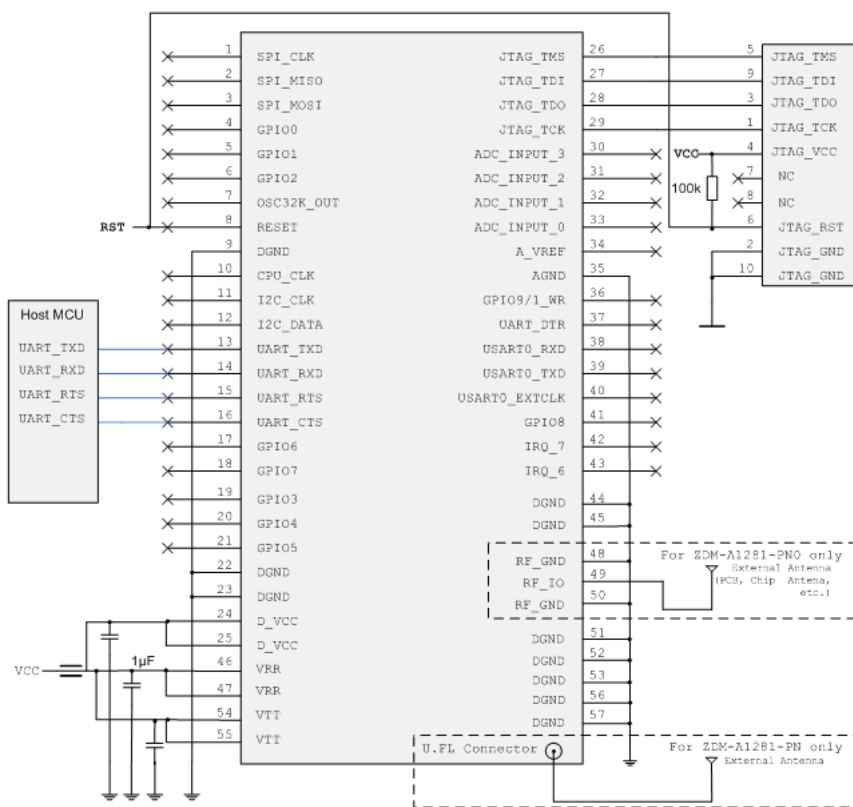 1 SPI_CLK
2 SPI_MISO
3 SPI_MOSI
4 GPIO0
5 GPIO1
6 GPIO2
7 OSC32K_OUT
RST 8 RESET
9 DGND
10 CPU_CLK
11 I2C_CLK
12 I2C_DATA
13 UART_TXD
14 UART_RXD
15 UART_RTS
16 UART_CTS
17 GPIO6
18 GPIO7
19 GPIO3
20 GPIO4
21 GPIO5
22 DGND
23 DGND
24 D_VCC
25 D_VCC
46 VRR
47 VRR
54 VTT
55 VTT
Host MCU
UART_TXD
UART_RXD
UART_RTS
UART_CTS
VCC
1µF
JTAG_TMS 26
JTAG_TDI 27
JTAG_TDO 28
JTAG_TCK 29
ADC_INPUT_3 30
ADC_INPUT_2 31
ADC_INPUT_1 32
ADC_INPUT_0 33
A_VREF 34
AGND 35
GPIO9/1_WR 36
UART_DTR 37
USART0_RXD 38
USART0_TXD 39
USART0_EXTCLK 40
GPIO8 41
IRQ_7 42
IRQ_6 43
DGND 44
DGND 45
RF_GND 48
RF_IO 49
RF_GND 50
DGND 51
DGND 52
DGND 53
DGND 56
DGND 57
5 JTAG_TMS
9 JTAG_TDI
3 JTAG_TDO
1 JTAG_TCK
VCC 4 JTAG_VCC
7 NC
100k
8 NC
6 JTAG_RST
2 JTAG_GND
10 JTAG_GND
For ZDM-A1281-PN0 only
External Antenna
(PCB, Chip Antena,
etc.)
U.FL Connector
For ZDM-A1281-PN only
External Antenna